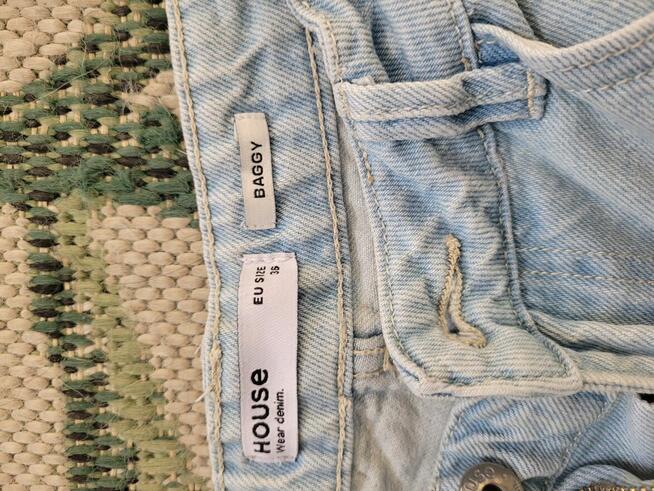 HOUSE
Wear denim.
EU SIZE
36
BAGGY